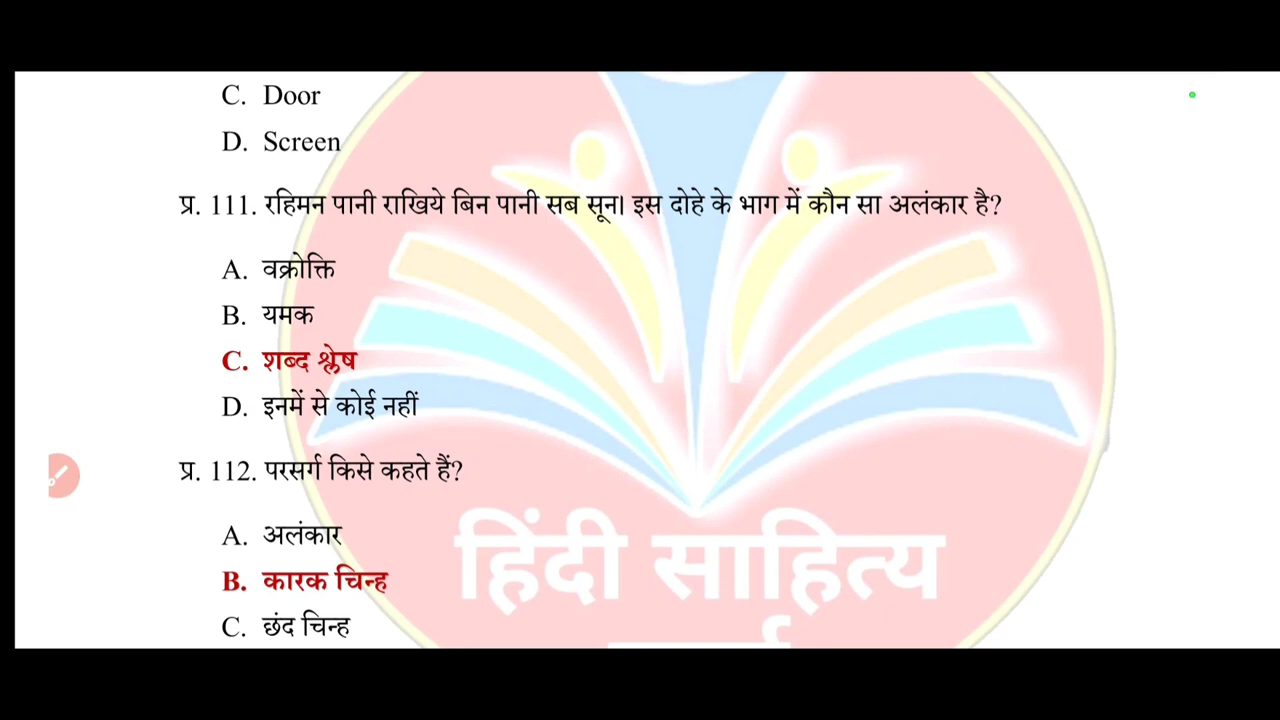 C. Door
D. Screen
प्र. 111. रहिमन पानी राखिये बिन पानी सब सून। इस दोहे के भाग में कौन सा अलंकार है?
A. वक्रोक्ति
B. यमक
C. शब्द श्लेष
D. इनमें से कोई नहीं
प्र. 112. परसर्ग किसे कहते हैं?
A. अलंकार
B. कारक चिन्ह
हिंदी साहित्य
C. छंद चिन्ह